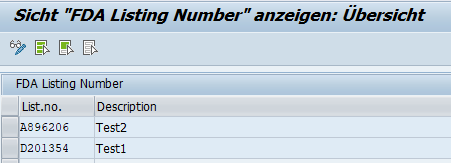 Sicht "FDA Listing Number" anzeigen: Übersicht
FDA Listing Number
List.no. Description
A896206 Test2
D201354 Test1